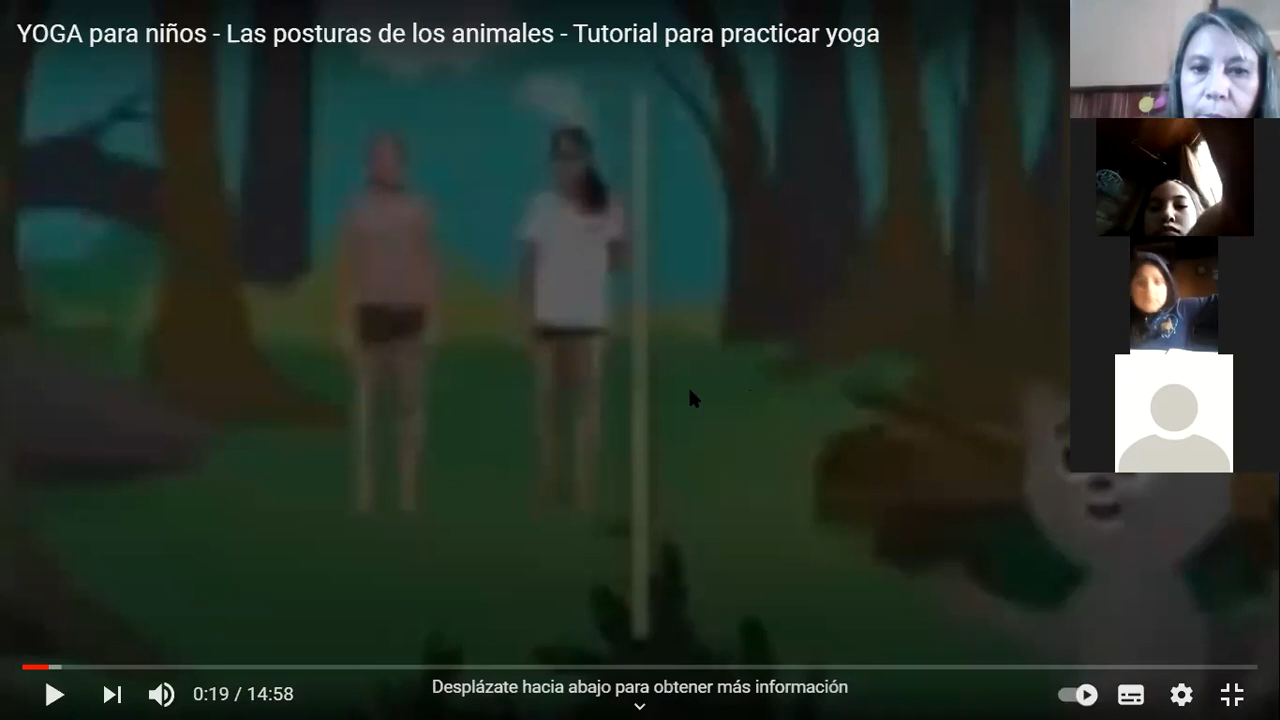 YOGA para niños - Las posturas de los animales - Tutorial para practicar yoga
0:19 / 14:58
Desplázate hacia abajo para obtener más información